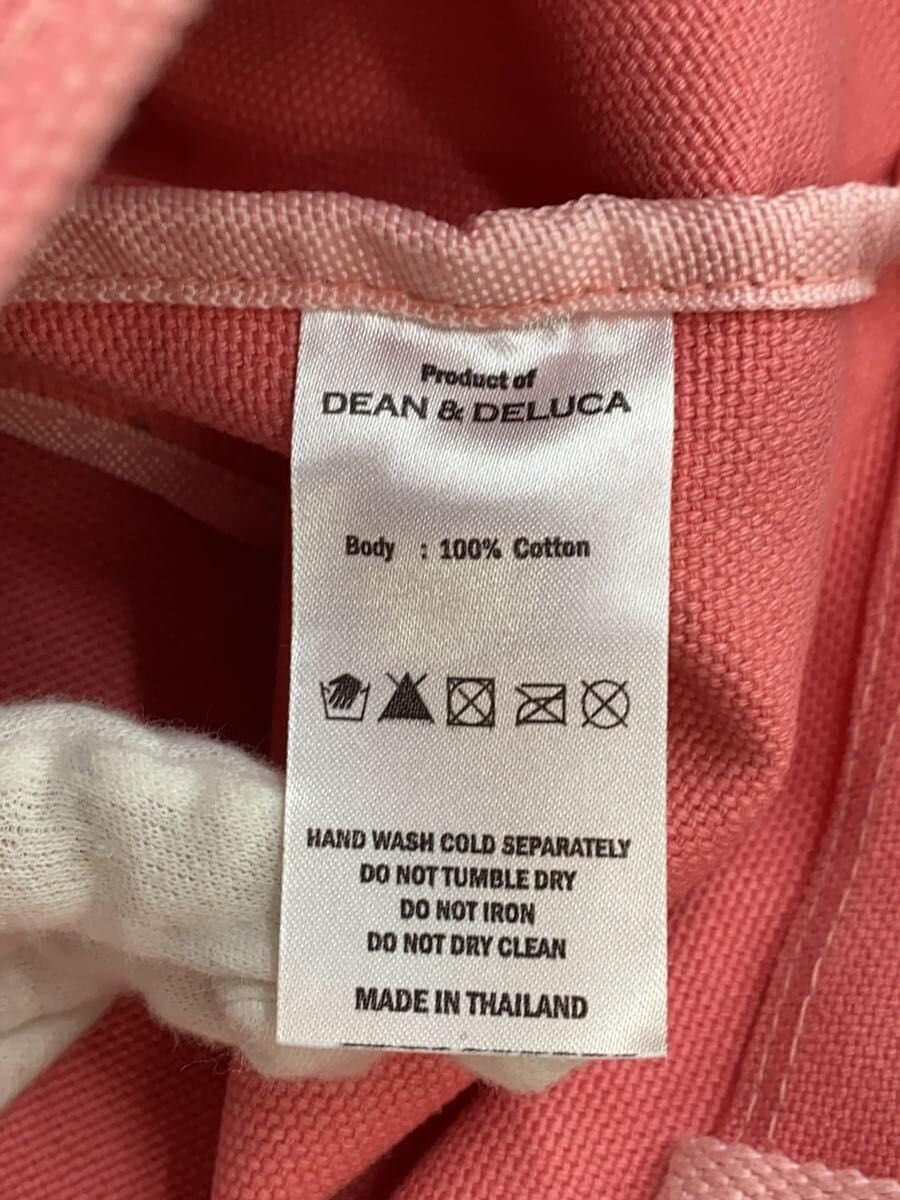 Product of
DEAN & DELUCA
Body : 100% Cotton
HAND WASH COLD SEPARATELY
DO NOT TUMBLE DRY
DO NOT IRON
DO NOT DRY CLEAN
MADE IN THAILAND